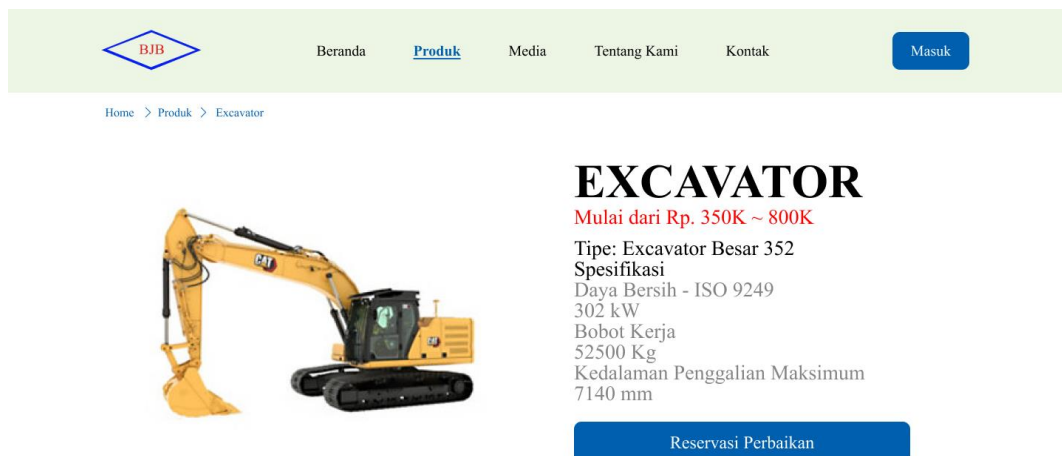 BJB
Beranda Produk Media Tentang Kami Kontak Masuk
Home > Produk > Excavator
EXCAVATOR
Mulai dari Rp. 350K ~ 800K
Tipe: Excavator Besar 352
Spesifikasi
Daya Bersih - ISO 9249
302 kW
Bobot Kerja
52500 Kg
Kedalaman Penggalian Maksimum
7140 mm
CAT
Reservasi Perbaikan